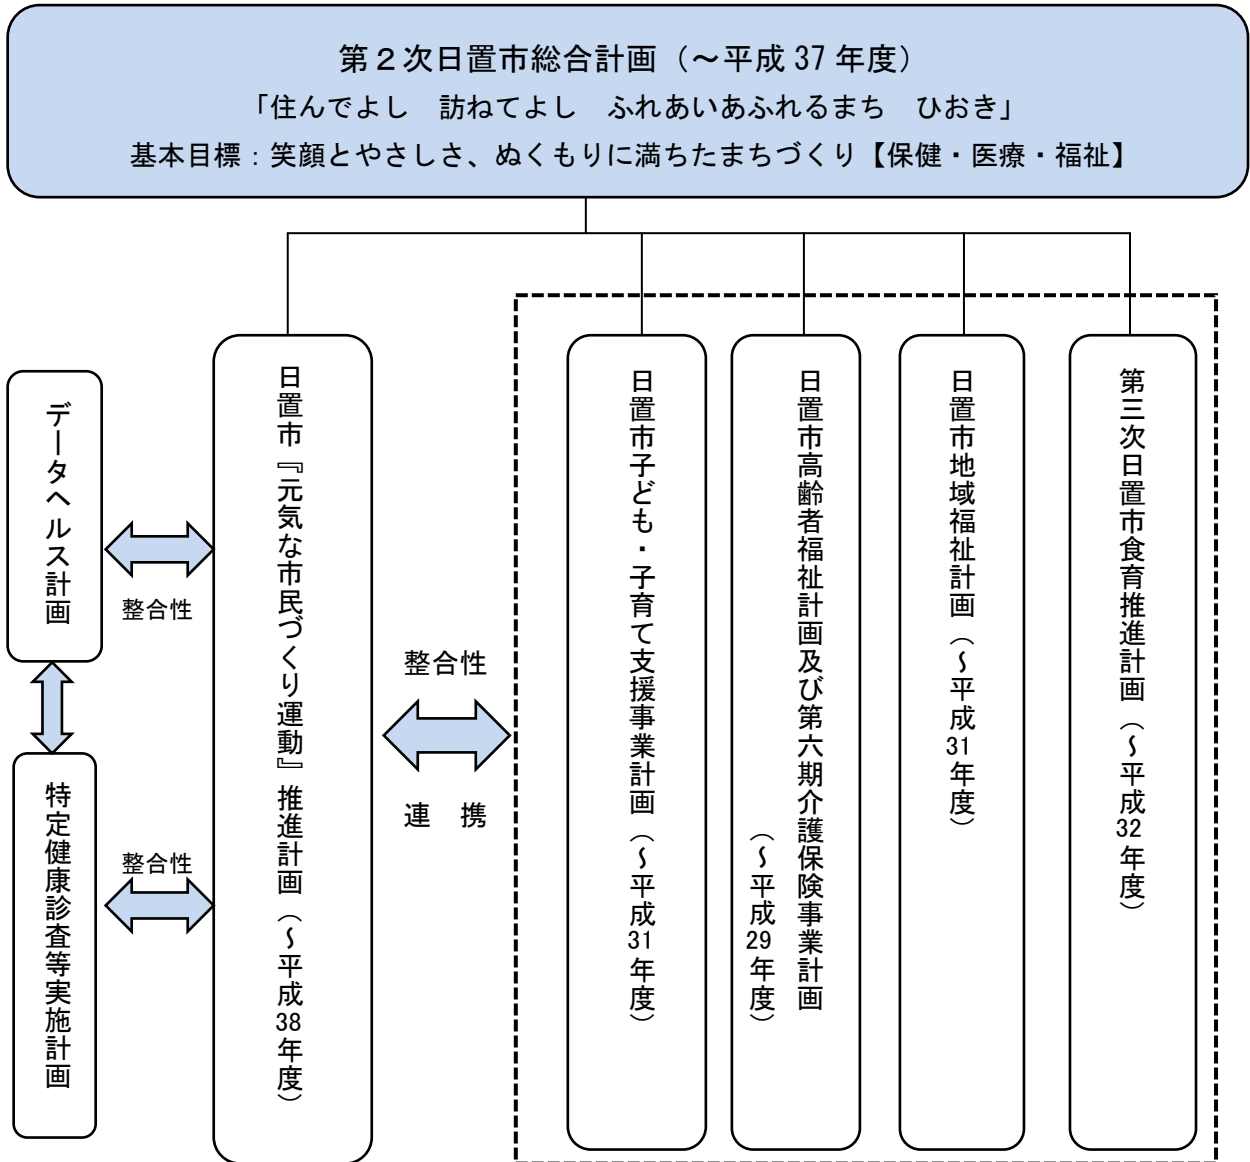 第２次日置市総合計画（～平成37年度）
「住んでよし　訪ねてよし　ふれあいあふれるまち　ひおき」
基本目標：笑顔とやさしさ、ぬくもりに満ちたまちづくり【保健・医療・福祉】
データヘルス計画
整合性
特定健康診査等実施計画
整合性
日置市『元気な市民づくり運動』推進計画（～平成38年度）
整合性
連　携
日置市子ども・子育て支援事業計画（～平成31年度）
日置市高齢者福祉計画及び第六期介護保険事業計画
（～平成29年度）
日置市地域福祉計画（～平成31年度）
第三次日置市食育推進計画（～平成32年度）